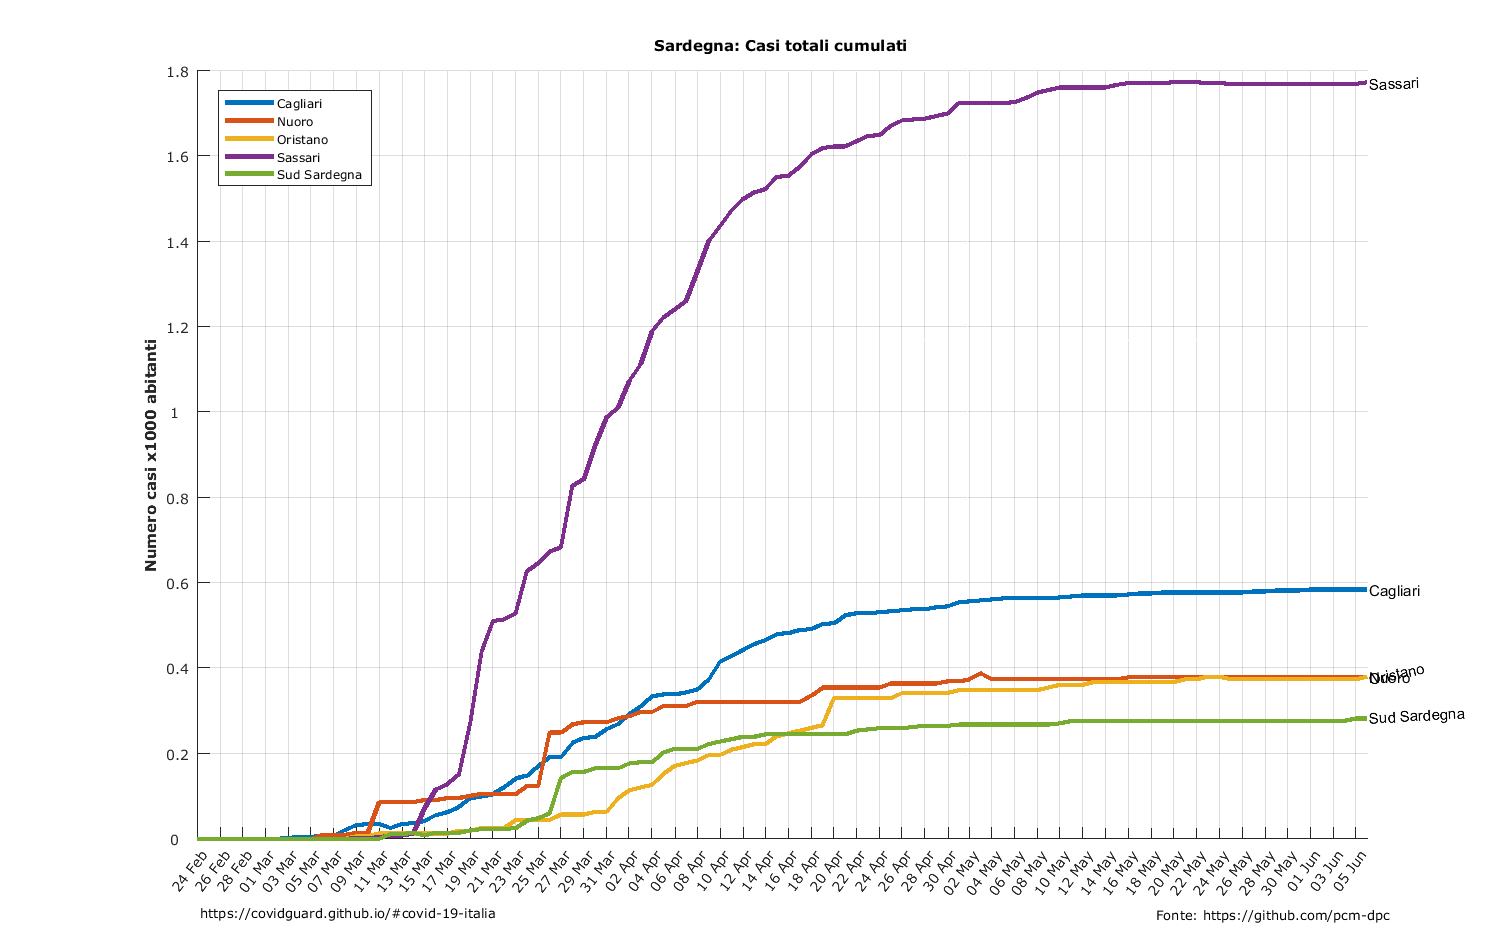 Sardegna: Casi totali cumulati
Numero casi x1000 abitanti
1.8
1.6
1.4
1.2
1
0.8
0.6
0.4
0.2
0
Cagliari
Nuoro
Oristano
Sassari
Sud Sardegna
Sassari
Cagliari
Oristano
Nuoro
Sud Sardegna
24 Feb
26 Feb
28 Feb
01 Mar
03 Mar
05 Mar
07 Mar
09 Mar
11 Mar
13 Mar
15 Mar
17 Mar
19 Mar
21 Mar
23 Mar
25 Mar
27 Mar
29 Mar
31 Mar
02 Apr
04 Apr
06 Apr
08 Apr
10 Apr
12 Apr
14 Apr
16 Apr
18 Apr
20 Apr
22 Apr
24 Apr
26 Apr
28 Apr
30 Apr
02 May
04 May
06 May
08 May
10 May
12 May
14 May
16 May
18 May
20 May
22 May
24 May
26 May
28 May
30 May
01 Jun
03 Jun
05 Jun
https://covidguard.github.io/#covid-19-italia
Fonte: https://github.com/pcm-dpc